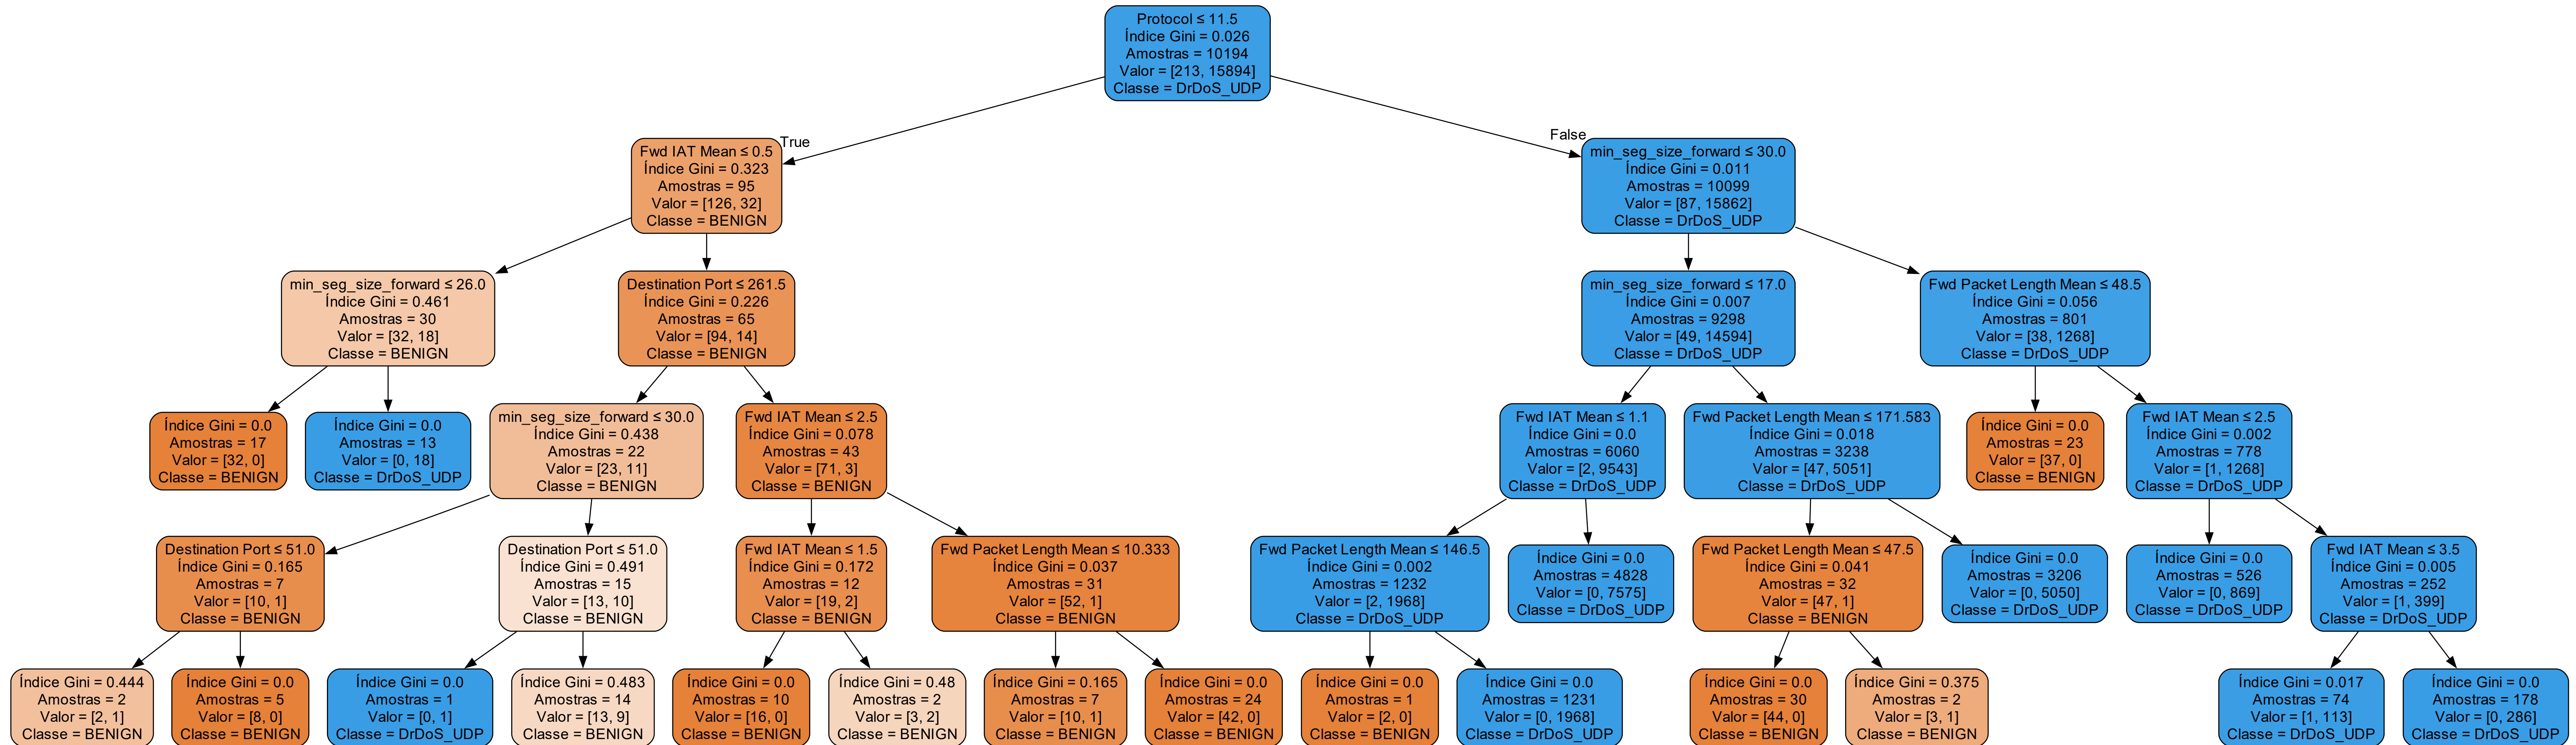 Protocol ≤ 11.5
Índice Gini = 0.026
Amostras = 10194
Valor = [213, 15894]
Classe = DrDoS_UDP
True
False
Fwd IAT Mean ≤ 0.5
Índice Gini = 0.323
Amostras = 95
Valor = [126, 32]
Classe = BENIGN
min_seg_size_forward ≤ 30.0
Índice Gini = 0.011
Amostras = 10099
Valor = [87, 15862]
Classe = DrDoS_UDP
min_seg_size_forward ≤ 26.0
Índice Gini = 0.461
Amostras = 30
Valor = [32, 18]
Classe = BENIGN
Destination Port ≤ 261.5
Índice Gini = 0.226
Amostras = 65
Valor = [94, 14]
Classe = BENIGN
min_seg_size_forward ≤ 17.0
Índice Gini = 0.007
Amostras = 9298
Valor = [49, 14594]
Classe = DrDoS_UDP
Fwd Packet Length Mean ≤ 48.5
Índice Gini = 0.056
Amostras = 801
Valor = [38, 1268]
Classe = DrDoS_UDP
Índice Gini = 0.0
Amostras = 17
Valor = [32, 0]
Classe = BENIGN
Índice Gini = 0.0
Amostras = 13
Valor = [0, 18]
Classe = DrDoS_UDP
min_seg_size_forward ≤ 30.0
Índice Gini = 0.438
Amostras = 22
Valor = [23, 11]
Classe = BENIGN
Fwd IAT Mean ≤ 2.5
Índice Gini = 0.078
Amostras = 43
Valor = [71, 3]
Classe = BENIGN
Fwd IAT Mean ≤ 1.1
Índice Gini = 0.0
Amostras = 6060
Valor = [2, 9543]
Classe = DrDoS_UDP
Fwd Packet Length Mean ≤ 171.583
Índice Gini = 0.018
Amostras = 3238
Valor = [47, 5051]
Classe = DrDoS_UDP
Índice Gini = 0.0
Amostras = 23
Valor = [37, 0]
Classe = BENIGN
Fwd IAT Mean ≤ 2.5
Índice Gini = 0.002
Amostras = 778
Valor = [1, 1268]
Classe = DrDoS_UDP
Destination Port ≤ 51.0
Índice Gini = 0.165
Amostras = 7
Valor = [10, 1]
Classe = BENIGN
Destination Port ≤ 51.0
Índice Gini = 0.491
Amostras = 15
Valor = [13, 10]
Classe = BENIGN
Fwd IAT Mean ≤ 1.5
Índice Gini = 0.172
Amostras = 12
Valor = [19, 2]
Classe = BENIGN
Fwd Packet Length Mean ≤ 10.333
Índice Gini = 0.037
Amostras = 31
Valor = [52, 1]
Classe = BENIGN
Fwd Packet Length Mean ≤ 146.5
Índice Gini = 0.002
Amostras = 1232
Valor = [2, 1968]
Classe = DrDoS_UDP
Índice Gini = 0.0
Amostras = 4828
Valor = [0, 7575]
Classe = DrDoS_UDP
Fwd Packet Length Mean ≤ 47.5
Índice Gini = 0.041
Amostras = 32
Valor = [47, 1]
Classe = BENIGN
Índice Gini = 0.0
Amostras = 3206
Valor = [0, 5050]
Classe = DrDoS_UDP
Índice Gini = 0.0
Amostras = 526
Valor = [0, 869]
Classe = DrDoS_UDP
Fwd IAT Mean ≤ 3.5
Índice Gini = 0.005
Amostras = 252
Valor = [1, 399]
Classe = DrDoS_UDP
Índice Gini = 0.444
Amostras = 2
Valor = [2, 1]
Classe = BENIGN
Índice Gini = 0.0
Amostras = 5
Valor = [8, 0]
Classe = BENIGN
Índice Gini = 0.0
Amostras = 1
Valor = [0, 1]
Classe = DrDoS_UDP
Índice Gini = 0.483
Amostras = 14
Valor = [13, 9]
Classe = BENIGN
Índice Gini = 0.0
Amostras = 10
Valor = [16, 0]
Classe = BENIGN
Índice Gini = 0.48
Amostras = 2
Valor = [3, 2]
Classe = BENIGN
Índice Gini = 0.165
Amostras = 7
Valor = [10, 1]
Classe = BENIGN
Índice Gini = 0.0
Amostras = 24
Valor = [42, 0]
Classe = BENIGN
Índice Gini = 0.0
Amostras = 1
Valor = [2, 0]
Classe = BENIGN
Índice Gini = 0.0
Amostras = 1231
Valor = [0, 1968]
Classe = DrDoS_UDP
Índice Gini = 0.0
Amostras = 30
Valor = [44, 0]
Classe = BENIGN
Índice Gini = 0.375
Amostras = 2
Valor = [3, 1]
Classe = BENIGN
Índice Gini = 0.017
Amostras = 74
Valor = [1, 113]
Classe = DrDoS_UDP
Índice Gini = 0.0
Amostras = 178
Valor = [0, 286]
Classe = DrDoS_UDP